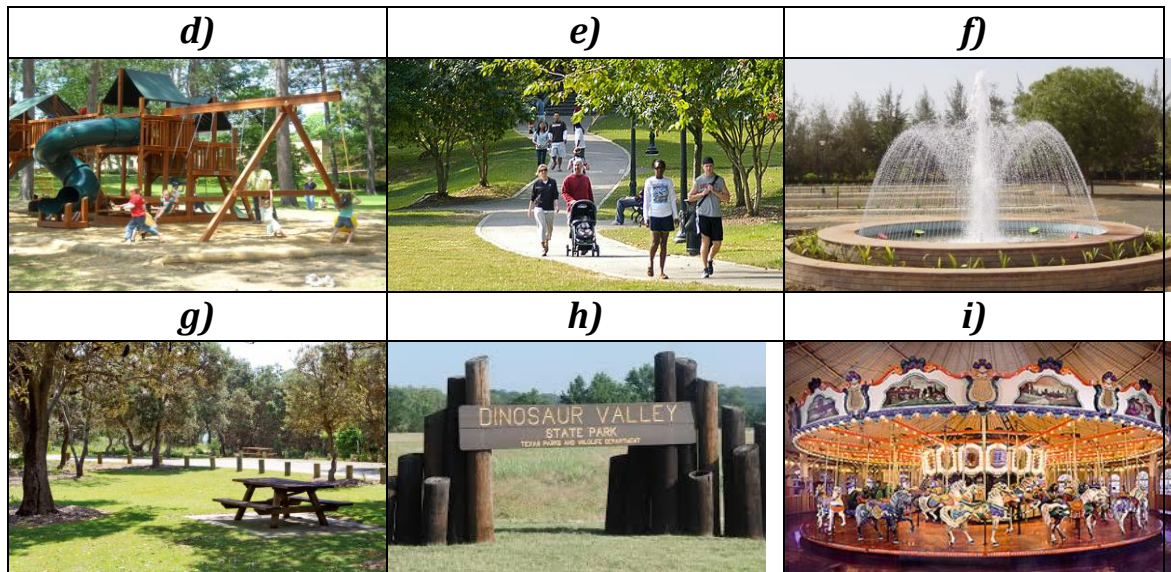 d)
e)
f)
g)
h)
i)
DINOSAUR VALLEY
STATE PARK
TEXAS PARKS AND WILDLIFE DEPARTMENT